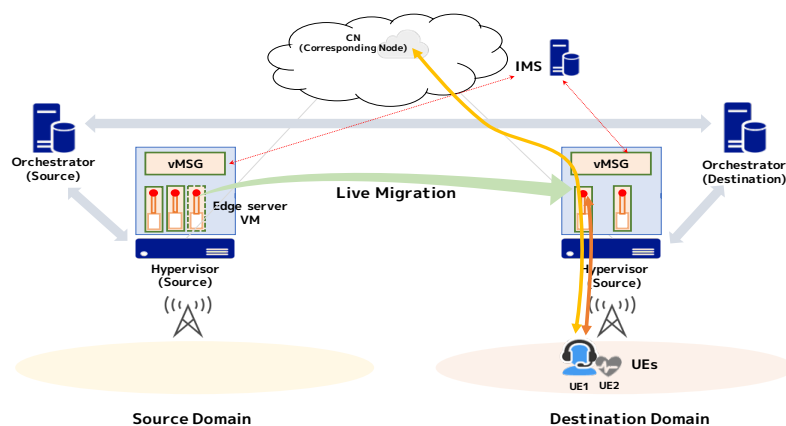 CN
(Corresponding Node)
IMS
Orchestrator
(Source)
vMSG
vMSG
Orchestrator
(Destination)
Live Migration
Edge server
VM
Hypervisor
(Source)
Hypervisor
(Source)
UEs
UE1
UE2
Source Domain
Destination Domain